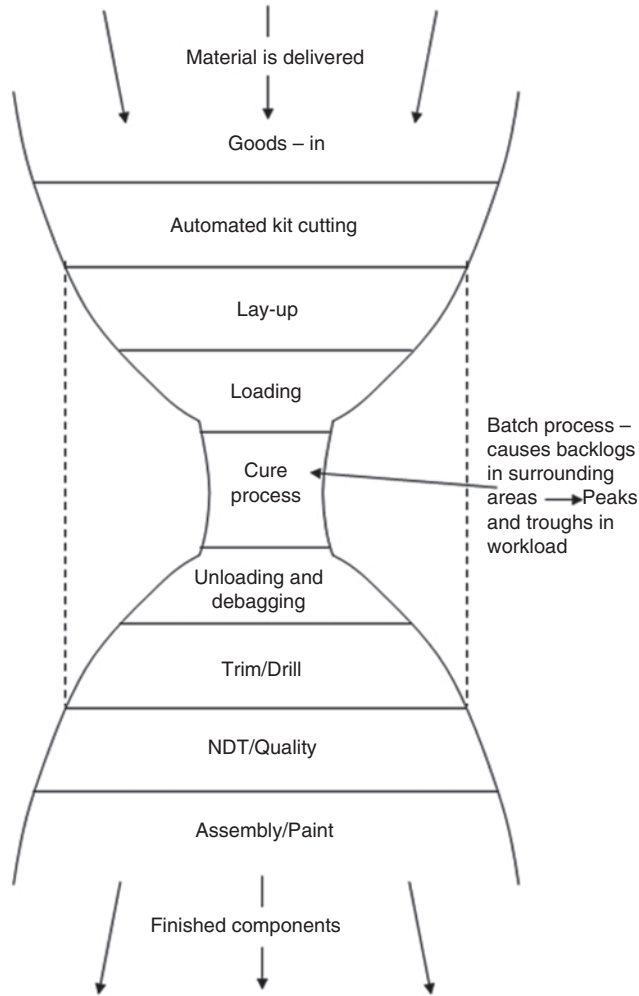 Material is delivered
Goods – in
Automated kit cutting
Lay-up
Loading
Cure
process
Batch process –
causes backlogs
in surrounding
areas → Peaks
and troughs in
workload
Unloading and
debagging
Trim/Drill
NDT/Quality
Assembly/Paint
Finished components